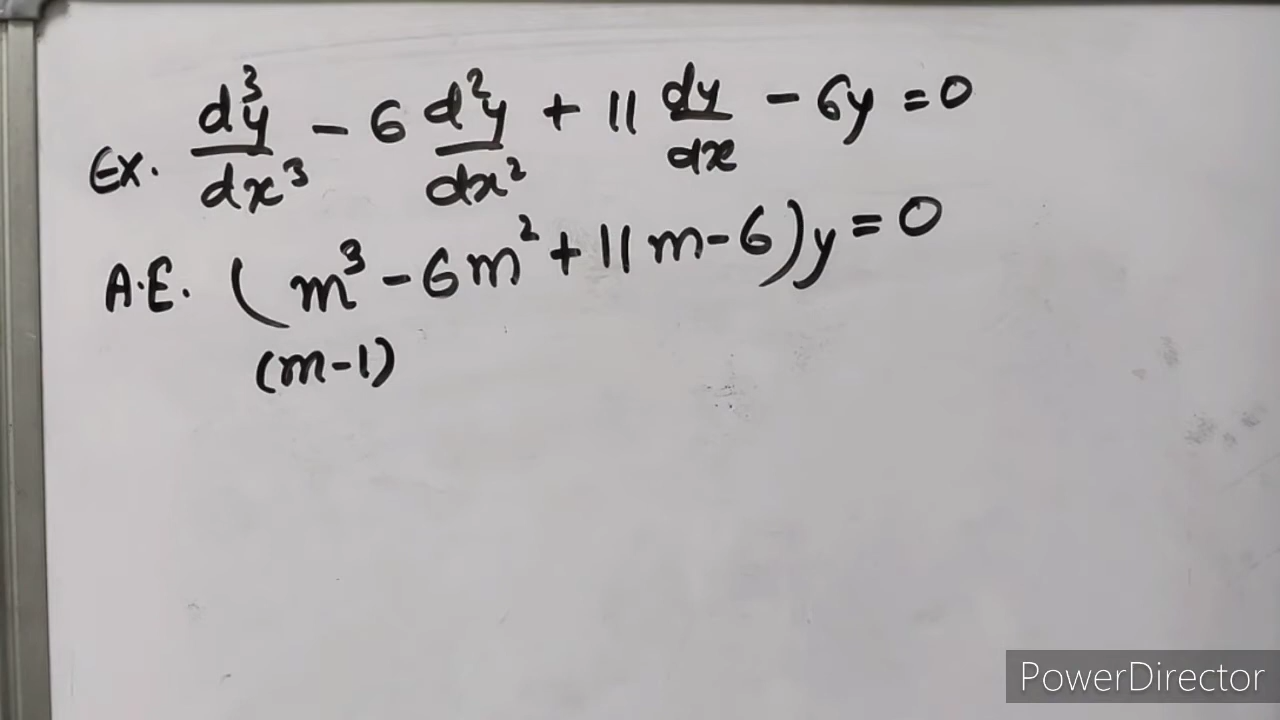 Ex. d³y/dx³ - 6 d²y/dx² + 11 dy/dx - 6y = 0
A.E. (m³ - 6m² + 11m - 6)y = 0
(m - 1)
PowerDirector